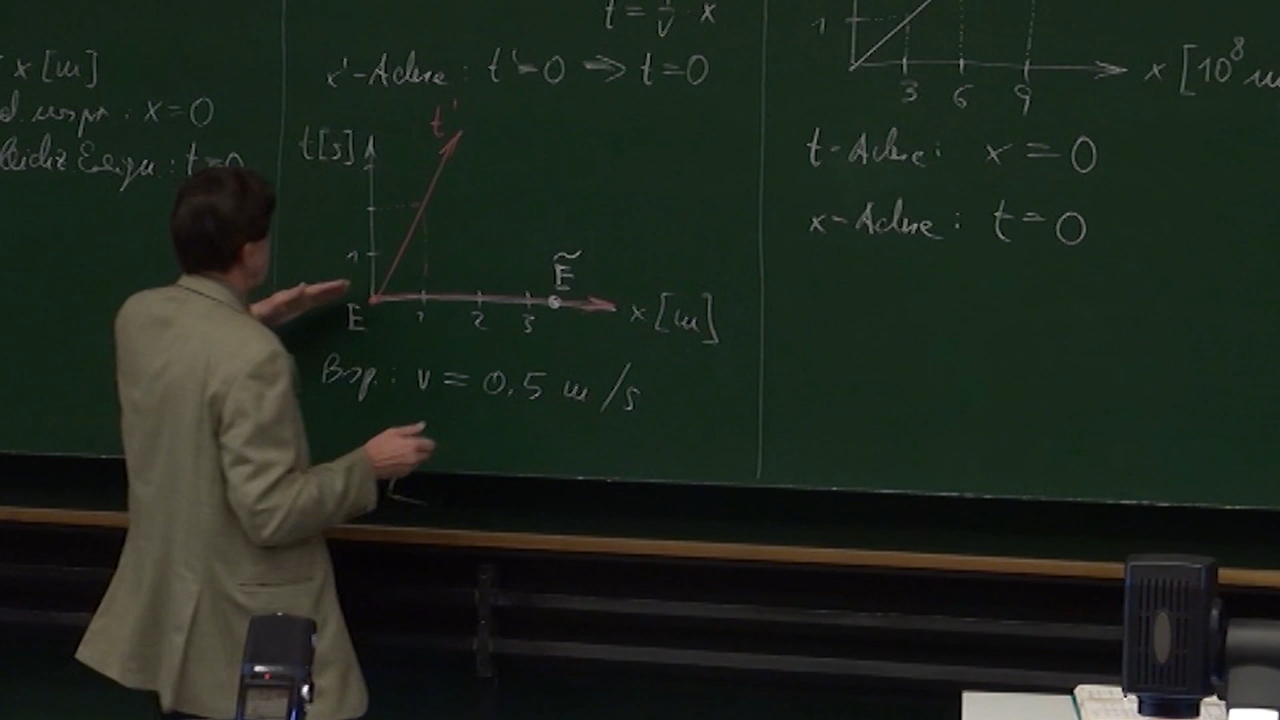 x [m]
x = 0
t = 0
t = 1/v · x
x'-Achse : t' = 0 ⇒ t = 0
t'
t [s]
1
Ẽ
E
1 2 3
x [m]
Bsp. : v = 0,5 m/s
1
3 6 9
x [10⁸ m
t-Achse : x = 0
x-Achse : t = 0